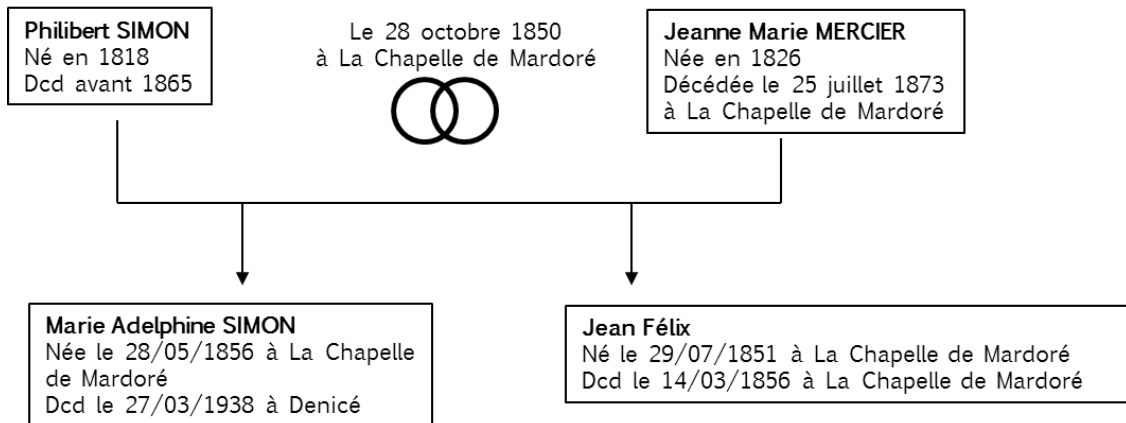 Philibert SIMON
Né en 1818
Dcd avant 1865
Le 28 octobre 1850
à La Chapelle de Mardoré
Jeanne Marie MERCIER
Née en 1826
Décédée le 25 juillet 1873
à La Chapelle de Mardoré
Marie Adelphine SIMON
Née le 28/05/1856 à La Chapelle
de Mardoré
Dcd le 27/03/1938 à Denicé
Jean Félix
Né le 29/07/1851 à La Chapelle de Mardoré
Dcd le 14/03/1856 à La Chapelle de Mardoré